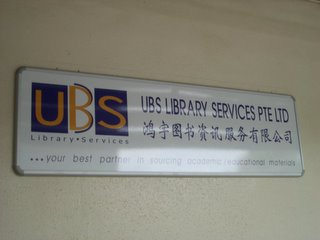 UBS
Library • Services
UBS LIBRARY SERVICES PTE LTD
鸿宇图书资讯服务有限公司
...your best partner in sourcing academic/educational materials